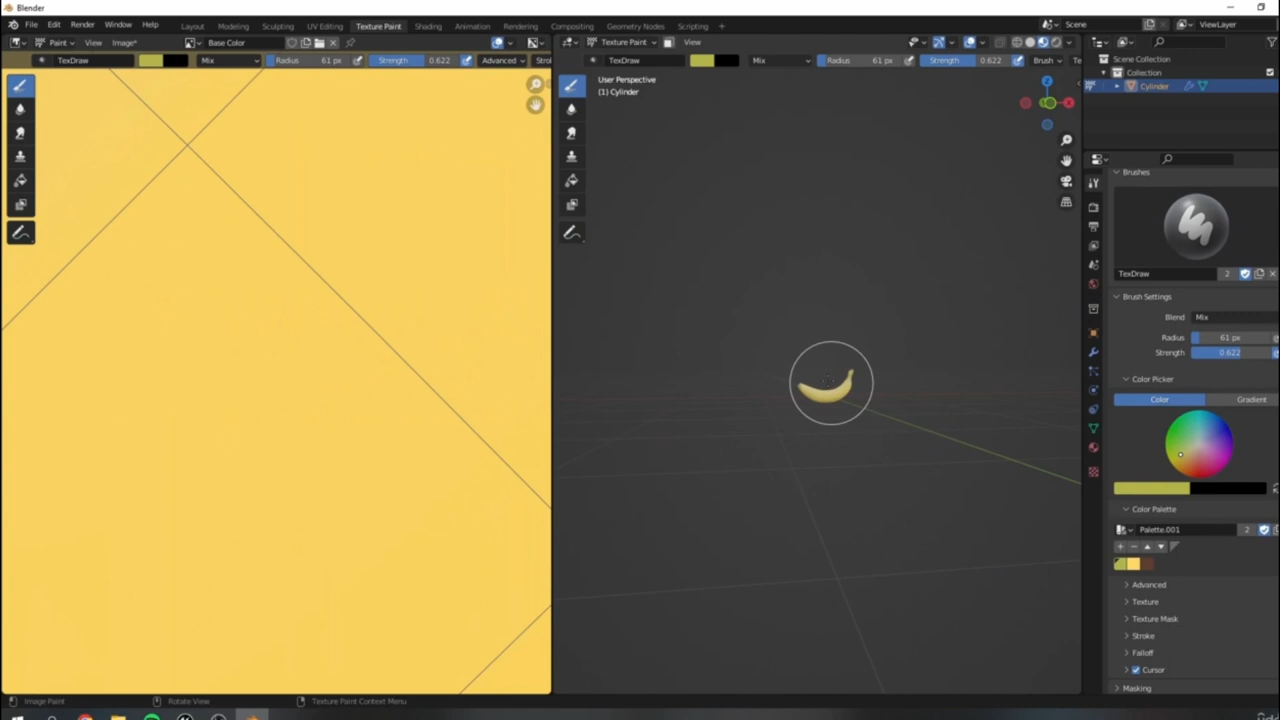 Blender
File Edit Render Window Help Layout Modeling Sculpting UV Editing Texture Paint Shading Animation Rendering Compositing Geometry Nodes Scripting + Scene ViewLayer
Paint View Image* Base Color Texture Paint View
TexDraw Mix Radius 61 px Strength 0.622 Advanced Stro TexDraw Mix Radius 61 px Strength 0.622 Brush Te
User Perspective
(1) Cylinder
Z
X
Scene Collection
Collection
Cylinder
Brushes
TexDraw 2
Brush Settings
Blend Mix
Radius 61 px
Strength 0.622
Color Picker
Color Gradient
Color Palette
Palette.001 2
Advanced
Texture
Texture Mask
Stroke
Falloff
Cursor
Masking
Image Paint Rotate View Texture Paint Context Menu